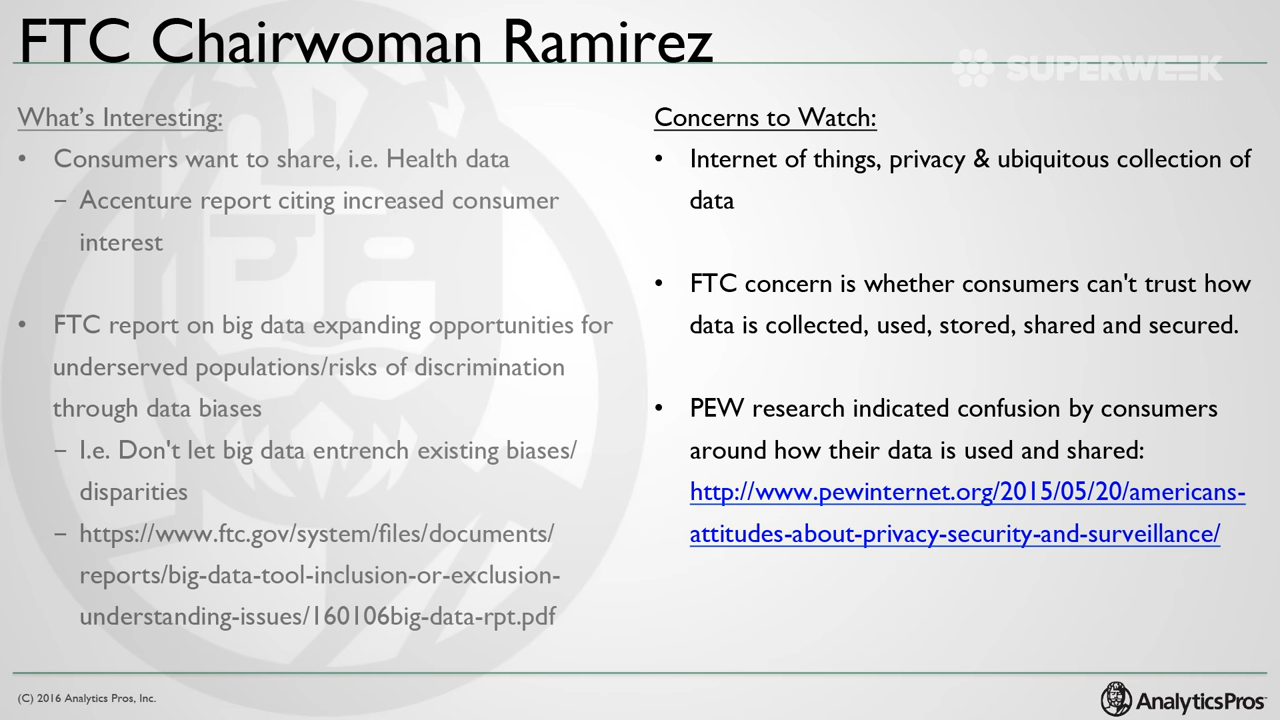 FTC Chairwoman Ramirez
SUPERWEEK
What's Interesting:
• Consumers want to share, i.e. Health data
– Accenture report citing increased consumer
interest
• FTC report on big data expanding opportunities for
underserved populations/risks of discrimination
through data biases
– I.e. Don't let big data entrench existing biases/
disparities
– https://www.ftc.gov/system/files/documents/
reports/big-data-tool-inclusion-or-exclusion-
understanding-issues/160106big-data-rpt.pdf
Concerns to Watch:
• Internet of things, privacy & ubiquitous collection of
data
• FTC concern is whether consumers can't trust how
data is collected, used, stored, shared and secured.
• PEW research indicated confusion by consumers
around how their data is used and shared:
http://www.pewinternet.org/2015/05/20/americans-
attitudes-about-privacy-security-and-surveillance/
(C) 2016 Analytics Pros, Inc.
AnalyticsPros